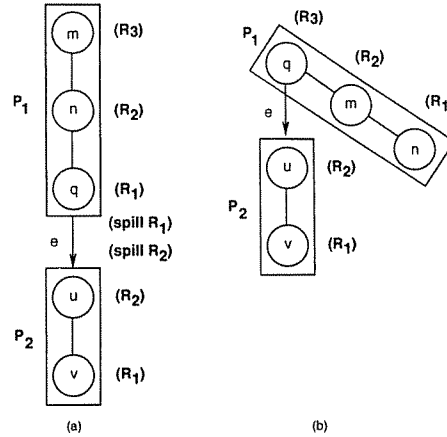 m (R3)
P1
n (R2)
q (R1)
(spill R1)
e
(spill R2)
u (R2)
P2
v (R1)
(a)
(R3)
P1
q
(R2)
m
(R1)
n
e
u (R2)
P2
v (R1)
(b)